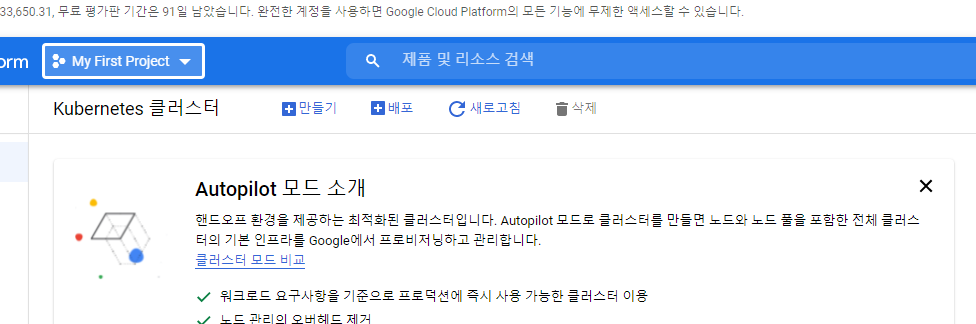 33,650.31, 무료 평가판 기간은 91일 남았습니다. 완전한 계정을 사용하면 Google Cloud Platform의 모든 기능에 무제한 액세스할 수 있습니다.
orm My First Project 제품 및 리소스 검색
Kubernetes 클러스터 만들기 배포 새로고침 삭제
Autopilot 모드 소개
핸드오프 환경을 제공하는 최적화된 클러스터입니다. Autopilot 모드로 클러스터를 만들면 노드와 노드 풀을 포함한 전체 클러스
터의 기본 인프라를 Google에서 프로비저닝하고 관리합니다.
클러스터 모드 비교
워크로드 요구사항을 기준으로 프로덕션에 즉시 사용 가능한 클러스터 이용
노드 관리의 오버헤드 제거